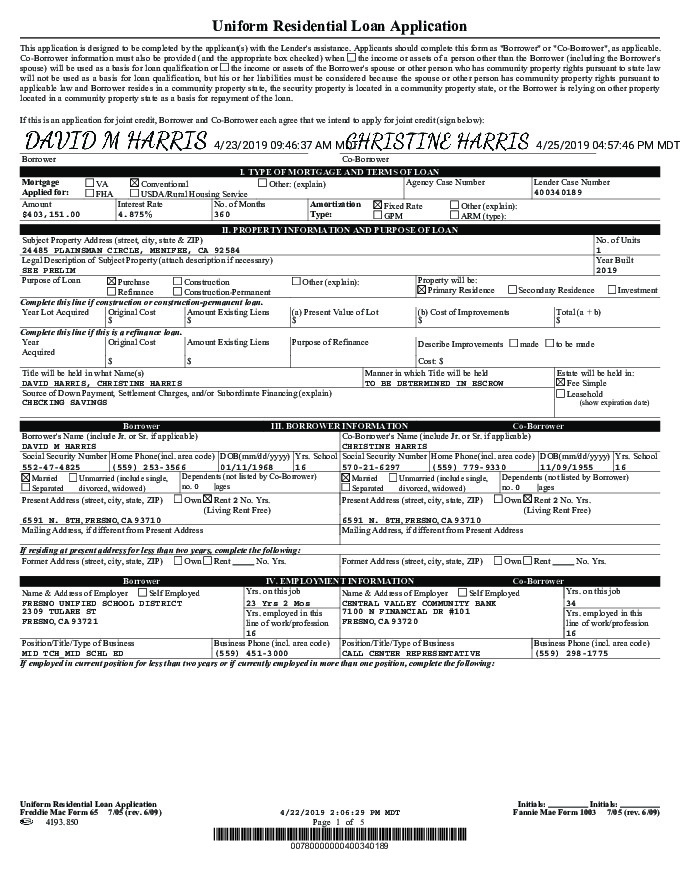 Uniform Residential Loan Application
This application is designed to be completed by the applicant(s) with the Lender's assistance. Applicants should complete this form as "Borrower" or "Co-Borrower", as applicable.
Co-Borrower information must also be provided (and the appropriate box checked) when ☐ the income or assets of a person other than the Borrower (including the Borrower's
spouse) will be used as a basis for loan qualification or ☐ the income or assets of the Borrower's spouse or other person who has community property rights pursuant to state law
will not be used as a basis for loan qualification, but his or her liabilities must be considered because the spouse or other person has community property rights pursuant to
applicable law and Borrower resides in a community property state, the security property is located in a community property state, or the Borrower is relying on other property
located in a community property state as a basis for repayment of the loan.
If this is an application for joint credit, Borrower and Co-Borrower each agree that we intend to apply for joint credit (sign below):
DAVID M HARRIS 4/23/2019 09:46:37 AM MDT CHRISTINE HARRIS 4/25/2019 04:57:46 PM MDT
Borrower Co-Borrower
I. TYPE OF MORTGAGE AND TERMS OF LOAN
Mortgage ☐ VA ☒ Conventional ☐ Other: (explain) Agency Case Number Lender Case Number
Applied for: ☐ FHA ☐ USDA/Rural Housing Service 400340189
Amount Interest Rate No. of Months Amortization ☒ Fixed Rate ☐ Other (explain):
$403,151.00 4.875% 360 Type: ☐ GPM ☐ ARM (type):
II. PROPERTY INFORMATION AND PURPOSE OF LOAN
Subject Property Address (street, city, state & ZIP) No. of Units
24485 PLAINSMAN CIRCLE, MENIFEE, CA 92584 1
Legal Description of Subject Property (attach description if necessary) Year Built
SEE PRELIM 2019
Purpose of Loan ☒ Purchase ☐ Construction ☐ Other (explain): Property will be:
☐ Refinance ☐ Construction-Permanent ☒ Primary Residence ☐ Secondary Residence ☐ Investment
Complete this line if construction or construction-permanent loan.
Year Lot Acquired Original Cost Amount Existing Liens (a) Present Value of Lot (b) Cost of Improvements Total (a + b)
$ $ $ $ $
Complete this line if this is a refinance loan.
Year Original Cost Amount Existing Liens Purpose of Refinance Describe Improvements ☐ made ☐ to be made
Acquired
$ $ Cost: $
Title will be held in what Name(s) Manner in which Title will be held Estate will be held in:
DAVID HARRIS, CHRISTINE HARRIS TO BE DETERMINED IN ESCROW ☒ Fee Simple
Source of Down Payment, Settlement Charges, and/or Subordinate Financing (explain) ☐ Leasehold
CHECKING SAVINGS (show expiration date)
Borrower III. BORROWER INFORMATION Co-Borrower
Borrower's Name (include Jr. or Sr. if applicable) Co-Borrower's Name (include Jr. or Sr. if applicable)
DAVID M HARRIS CHRISTINE HARRIS
Social Security Number Home Phone(incl. area code) DOB(mm/dd/yyyy) Yrs. School Social Security Number Home Phone(incl. area code) DOB(mm/dd/yyyy) Yrs. School
552-47-4825 (559) 253-3566 01/11/1968 16 570-21-6297 (559) 779-9330 11/09/1955 16
☒ Married ☐ Unmarried (include single, Dependents (not listed by Co-Borrower) ☒ Married ☐ Unmarried (include single, Dependents (not listed by Borrower)
☐ Separated divorced, widowed) no. 0 ages ☐ Separated divorced, widowed) no. 0 ages
Present Address (street, city, state, ZIP) ☐ Own ☒ Rent 2 No. Yrs. Present Address (street, city, state, ZIP) ☐ Own ☒ Rent 2 No. Yrs.
(Living Rent Free) (Living Rent Free)
6591 N. 8TH, FRESNO, CA 93710 6591 N. 8TH, FRESNO, CA 93710
Mailing Address, if different from Present Address Mailing Address, if different from Present Address
If residing at present address for less than two years, complete the following:
Former Address (street, city, state, ZIP) ☐ Own ☐ Rent ____ No. Yrs. Former Address (street, city, state, ZIP) ☐ Own ☐ Rent ____ No. Yrs.
Borrower IV. EMPLOYMENT INFORMATION Co-Borrower
Name & Address of Employer ☐ Self Employed Yrs. on this job Name & Address of Employer ☐ Self Employed Yrs. on this job
FRESNO UNIFIED SCHOOL DISTRICT 23 Yrs 2 Mos CENTRAL VALLEY COMMUNITY BANK 34
2309 TULARE ST Yrs. employed in this 7100 N FINANCIAL DR #101 Yrs. employed in this
FRESNO, CA 93721 line of work/profession FRESNO, CA 93720 line of work/profession
16 16
Position/Title/Type of Business Business Phone (incl. area code) Position/Title/Type of Business Business Phone (incl. area code)
MID TCH MID SCHL ED (559) 451-3000 CALL CENTER REPRESENTATIVE (559) 298-1775
If employed in current position for less than two years or if currently employed in more than one position, complete the following:
Uniform Residential Loan Application Initials: ________ Initials: ________
Freddie Mac Form 65 7/05 (rev. 6/09) 4/22/2019 2:06:29 PM MDT Fannie Mae Form 1003 7/05 (rev. 6/09)
4193.850 Page 1 of 5
00780000000400340189